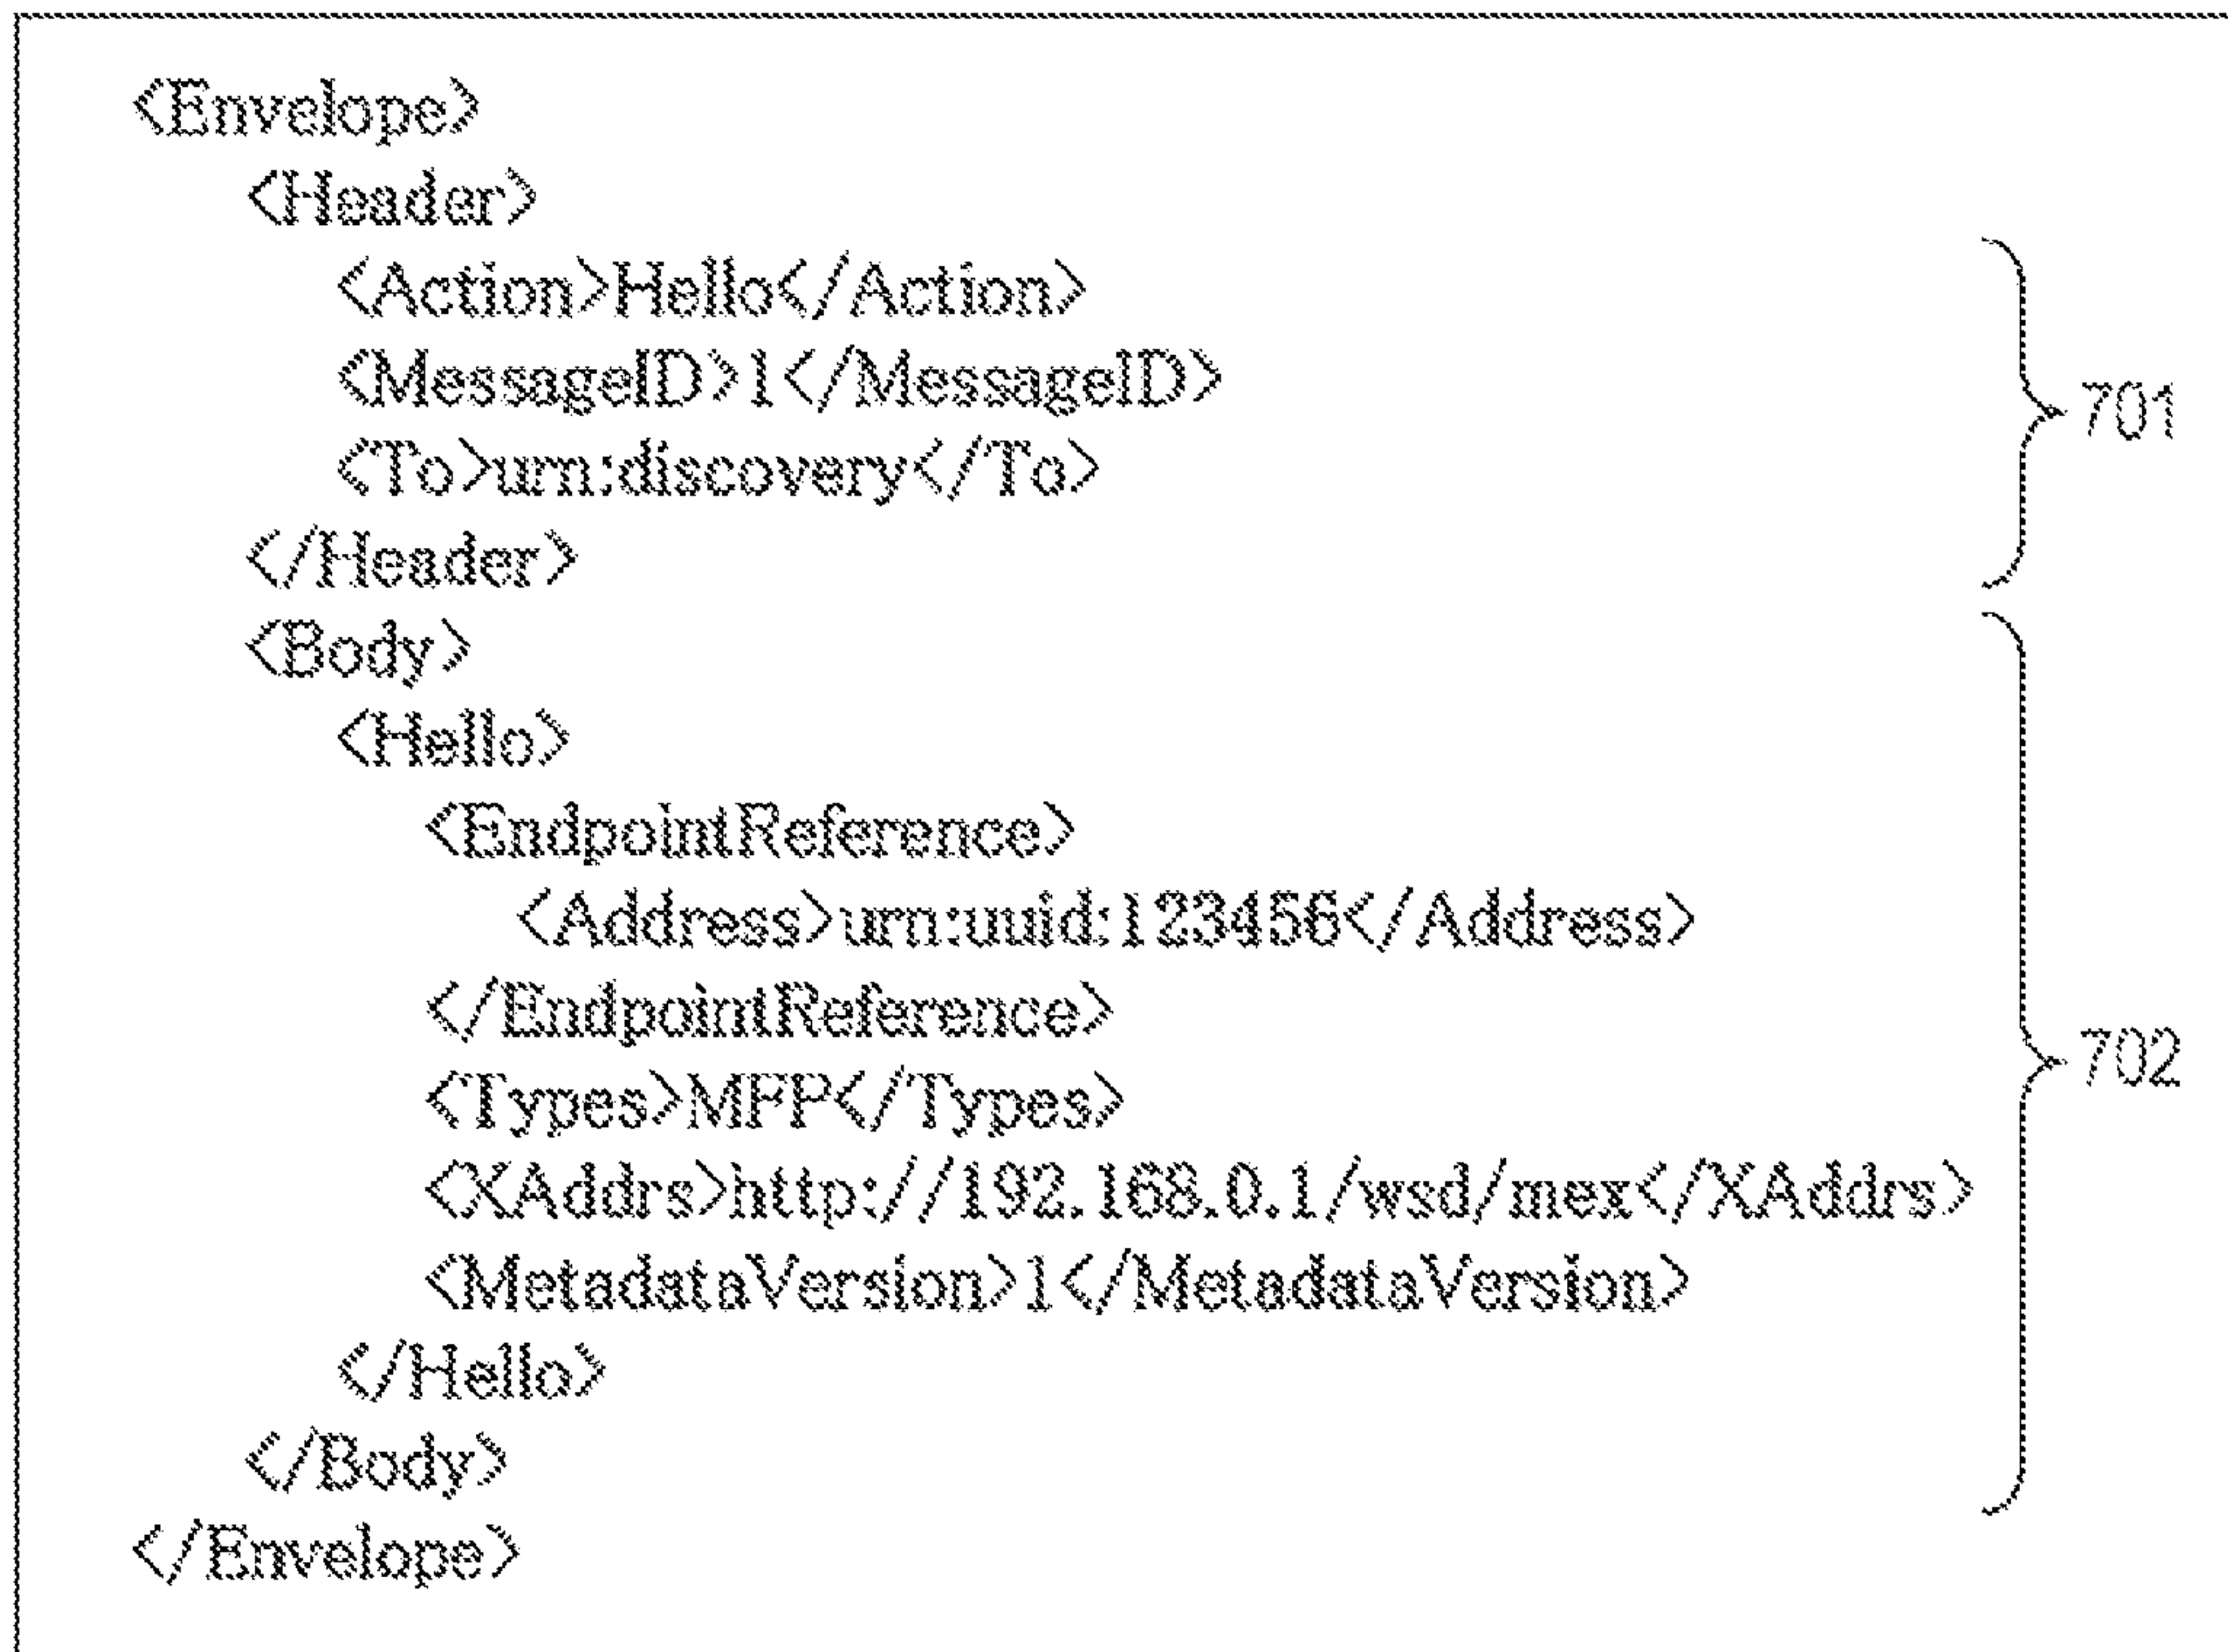 <Envelope>
<Header>
<Action>Hello</Action>
<MessageID>1</MessageID>
<To>urn:discovery</To>
701
</Header>
<Body>
<Hello>
<EndpointReference>
<Address>urn:uuid:123456</Address>
</EndpointReference>
702
<Types>MFP</Types>
<XAddrs>http://192.168.0.1/wsd/mex</XAddrs>
<MetadataVersion>1</MetadataVersion>
</Hello>
</Body>
</Envelope>